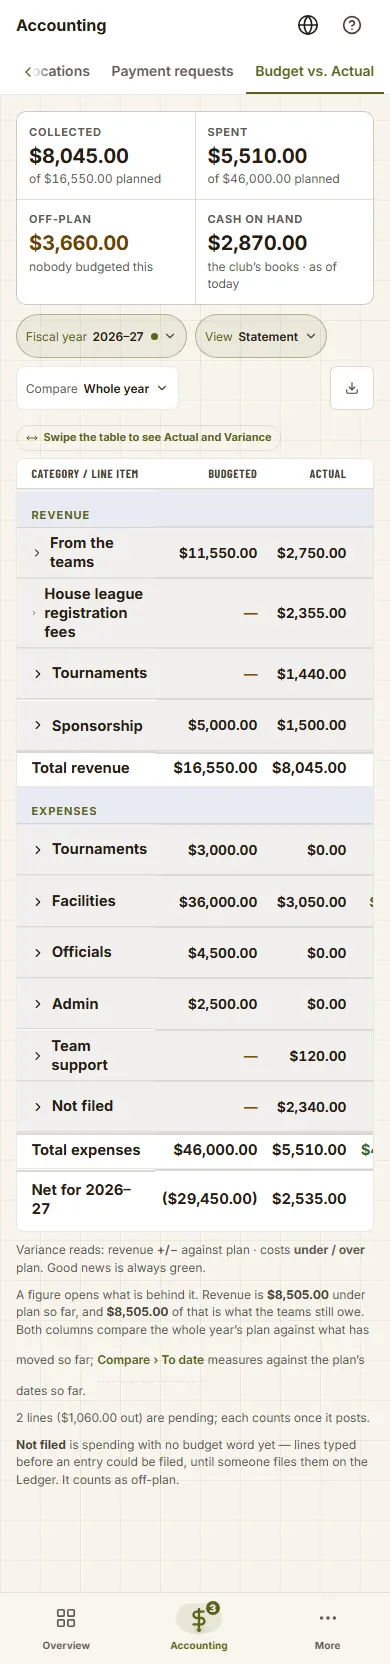 Accounting
ocations Payment requests Budget vs. Actual
COLLECTED
$8,045.00
of $16,550.00 planned
SPENT
$5,510.00
of $46,000.00 planned
OFF-PLAN
$3,660.00
nobody budgeted this
CASH ON HAND
$2,870.00
the club's books · as of
today
Fiscal year 2026–27
View Statement
Compare Whole year
↔ Swipe the table to see Actual and Variance
CATEGORY / LINE ITEM BUDGETED ACTUAL
REVENUE
From the
teams $11,550.00 $2,750.00
House league
registration
fees — $2,355.00
Tournaments — $1,440.00
Sponsorship $5,000.00 $1,500.00
Total revenue $16,550.00 $8,045.00
EXPENSES
Tournaments $3,000.00 $0.00
Facilities $36,000.00 $3,050.00
Officials $4,500.00 $0.00
Admin $2,500.00 $0.00
Team
support — $120.00
Not filed — $2,340.00
Total expenses $46,000.00 $5,510.00
Net for 2026–
27 ($29,450.00) $2,535.00
Variance reads: revenue +/− against plan · costs under / over
plan. Good news is always green.
A figure opens what is behind it. Revenue is $8,505.00 under
plan so far, and $8,505.00 of that is what the teams still owe.
Both columns compare the whole year's plan against what has
moved so far; Compare › To date measures against the plan's
dates so far.
2 lines ($1,060.00 out) are pending; each counts once it posts.
Not filed is spending with no budget word yet — lines typed
before an entry could be filed, until someone files them on the
Ledger. It counts as off-plan.
3
Overview Accounting More